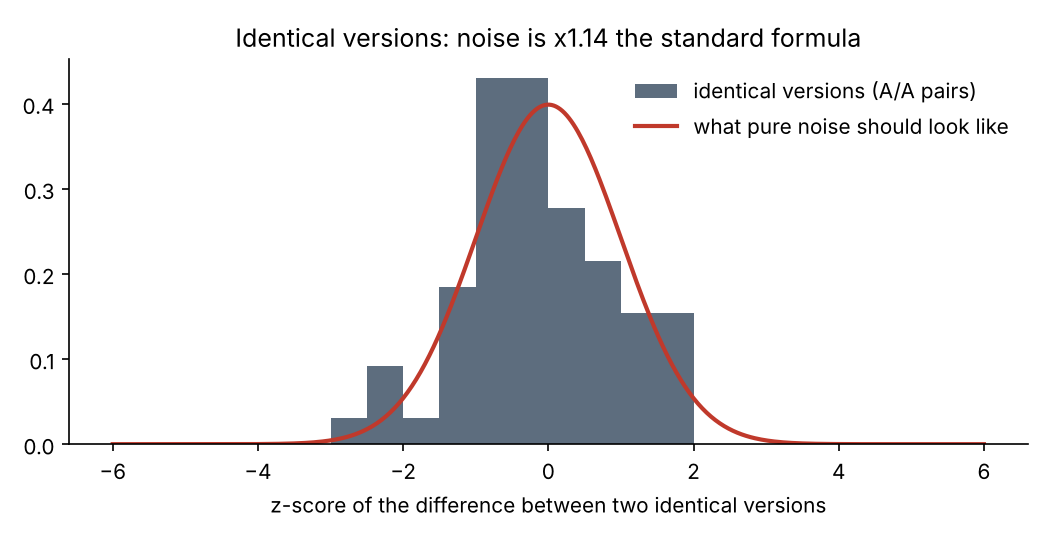 Identical versions: noise is x1.14 the standard formula
identical versions (A/A pairs)
what pure noise should look like
0.4
0.3
0.2
0.1
0.0
−6 −4 −2 0 2 4 6
z-score of the difference between two identical versions